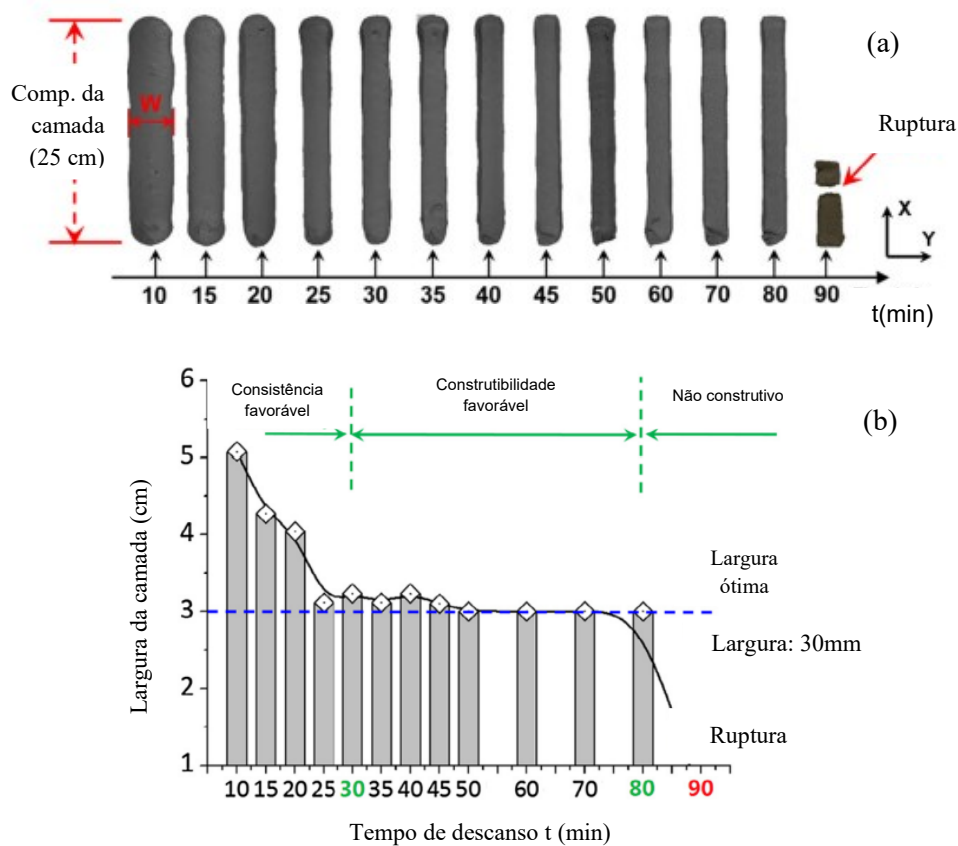 (a)
Comp. da
camada
(25 cm)
W
Ruptura
X
Y
10 15 20 25 30 35 40 45 50 60 70 80 90
t(min)
6
Consistência
favorável
Construtibilidade
favorável
Não construtivo
(b)
5
4
3
2
1
Largura da camada (cm)
Largura
ótima
Largura: 30mm
Ruptura
10 15 20 25 30 35 40 45 50 60 70 80 90
Tempo de descanso t (min)